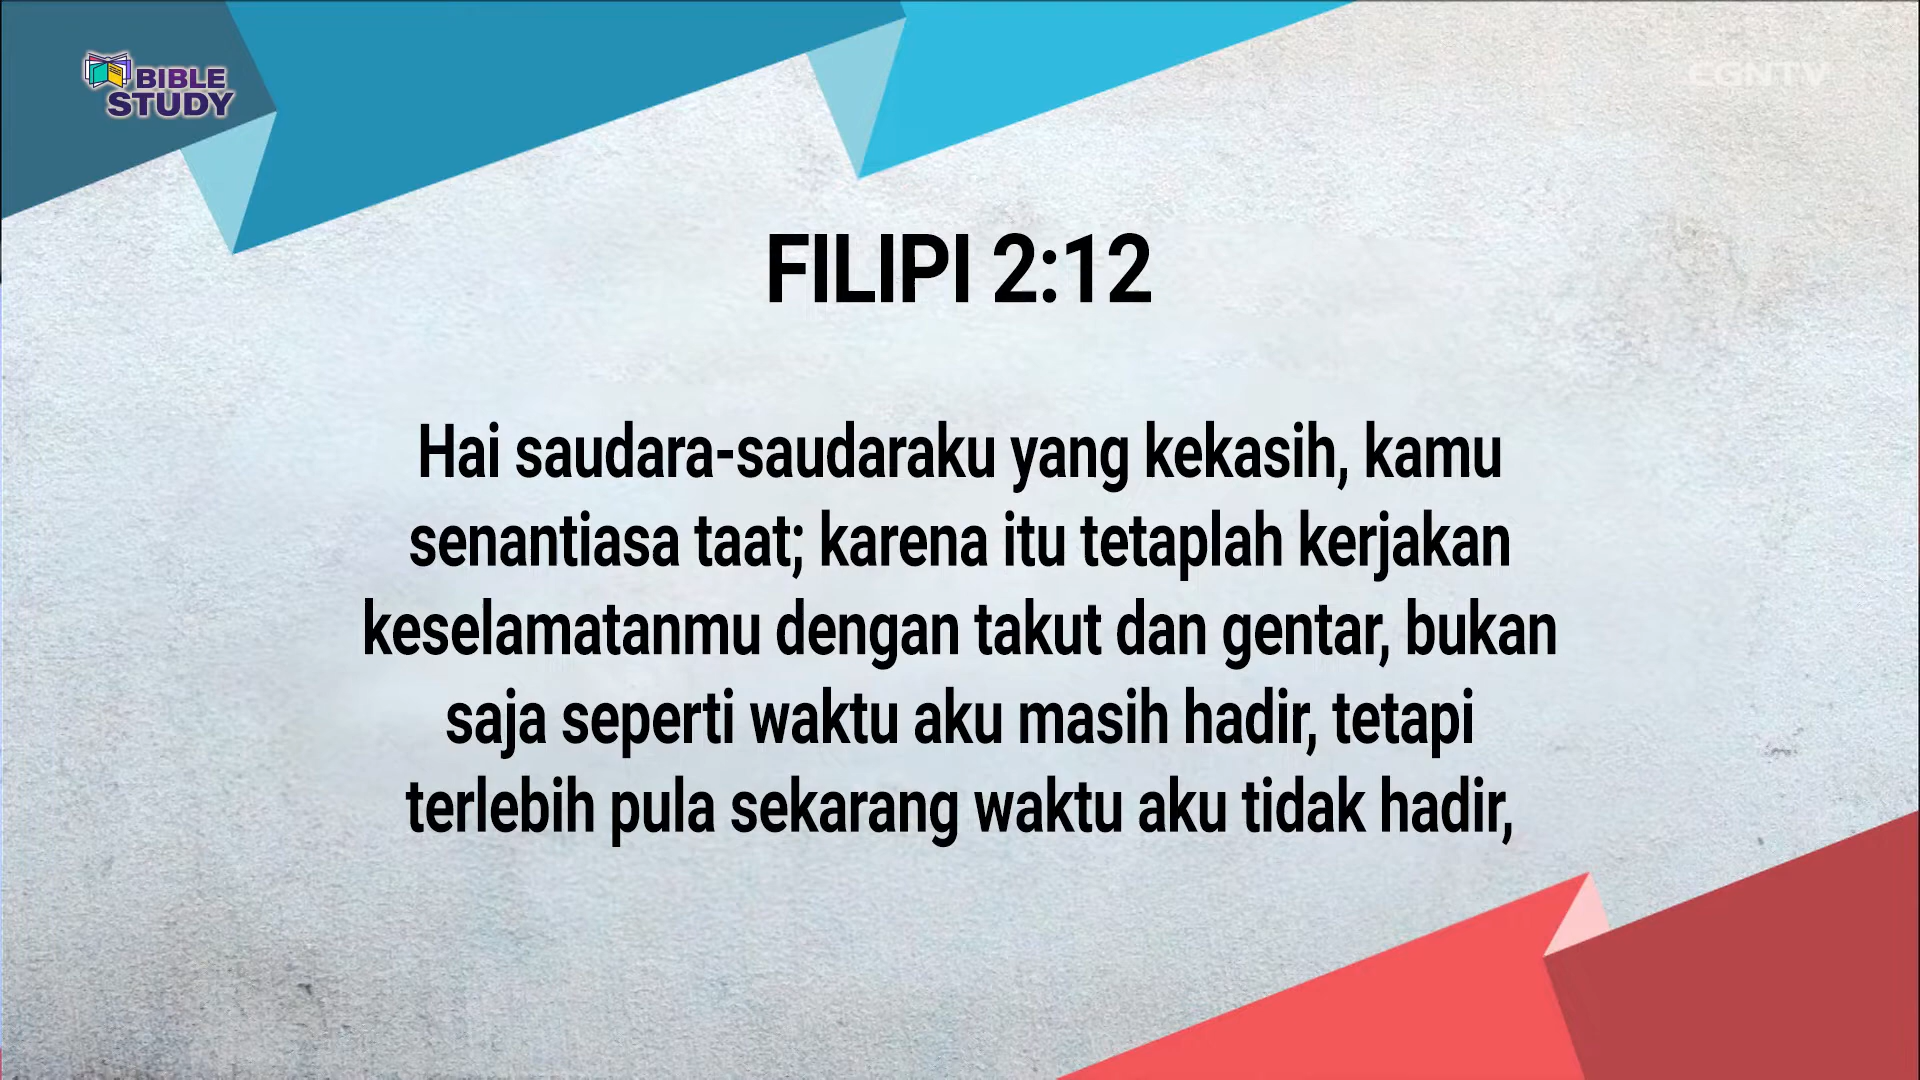 BIBLE
STUDY
CGNTV
FILIPI 2:12
Hai saudara-saudaraku yang kekasih, kamu
senantiasa taat; karena itu tetaplah kerjakan
keselamatanmu dengan takut dan gentar, bukan
saja seperti waktu aku masih hadir, tetapi
terlebih pula sekarang waktu aku tidak hadir,